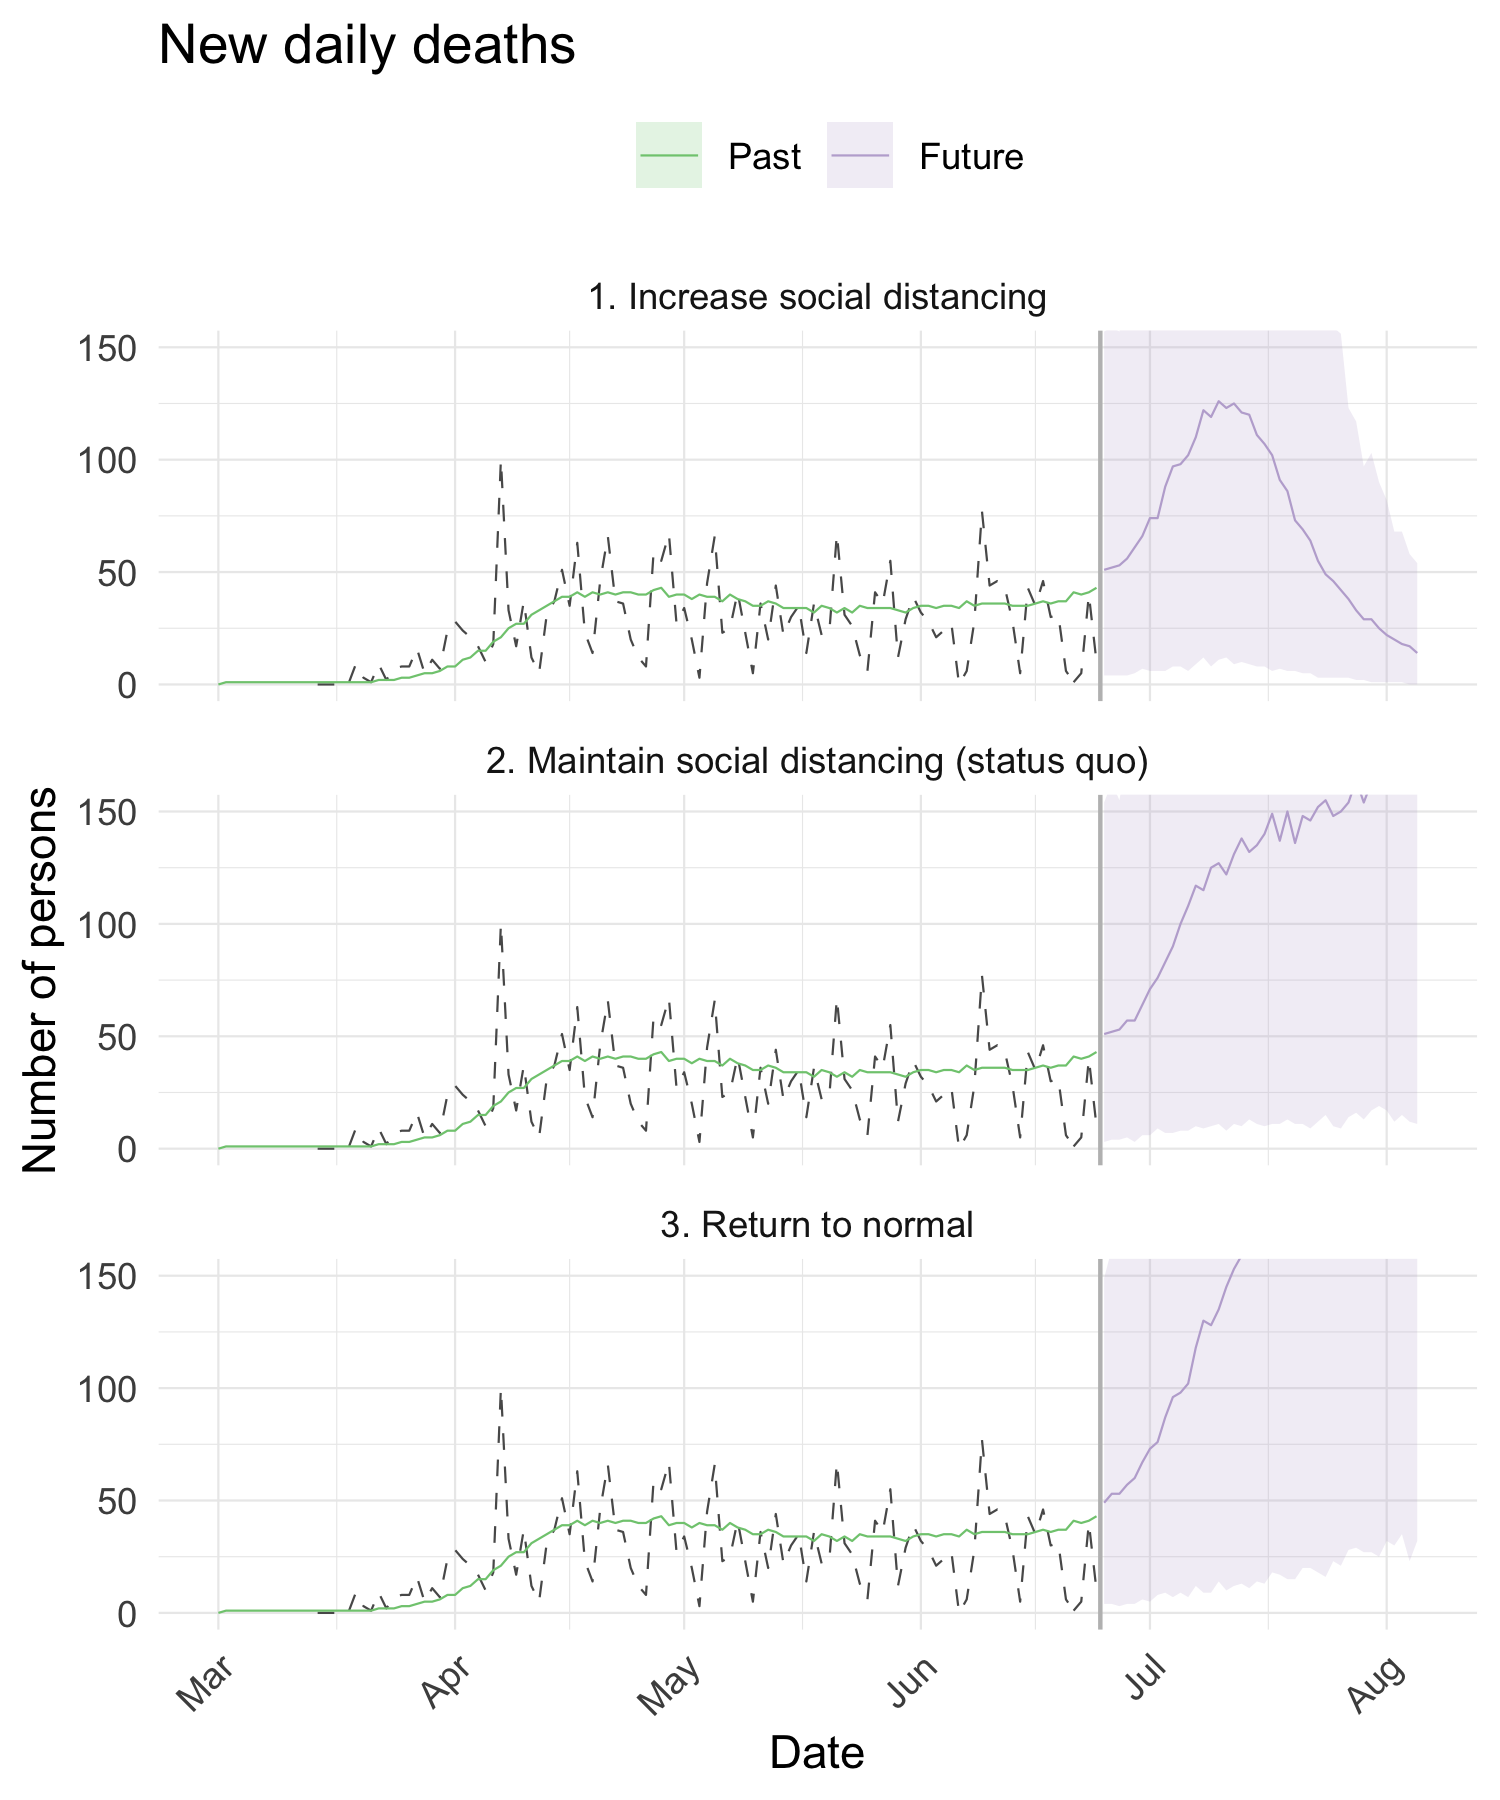 New daily deaths
Past Future
1. Increase social distancing
150
100
50
0
2. Maintain social distancing (status quo)
150
100
50
0
Number of persons
3. Return to normal
150
100
50
0
Mar Apr May Jun Jul Aug
Date